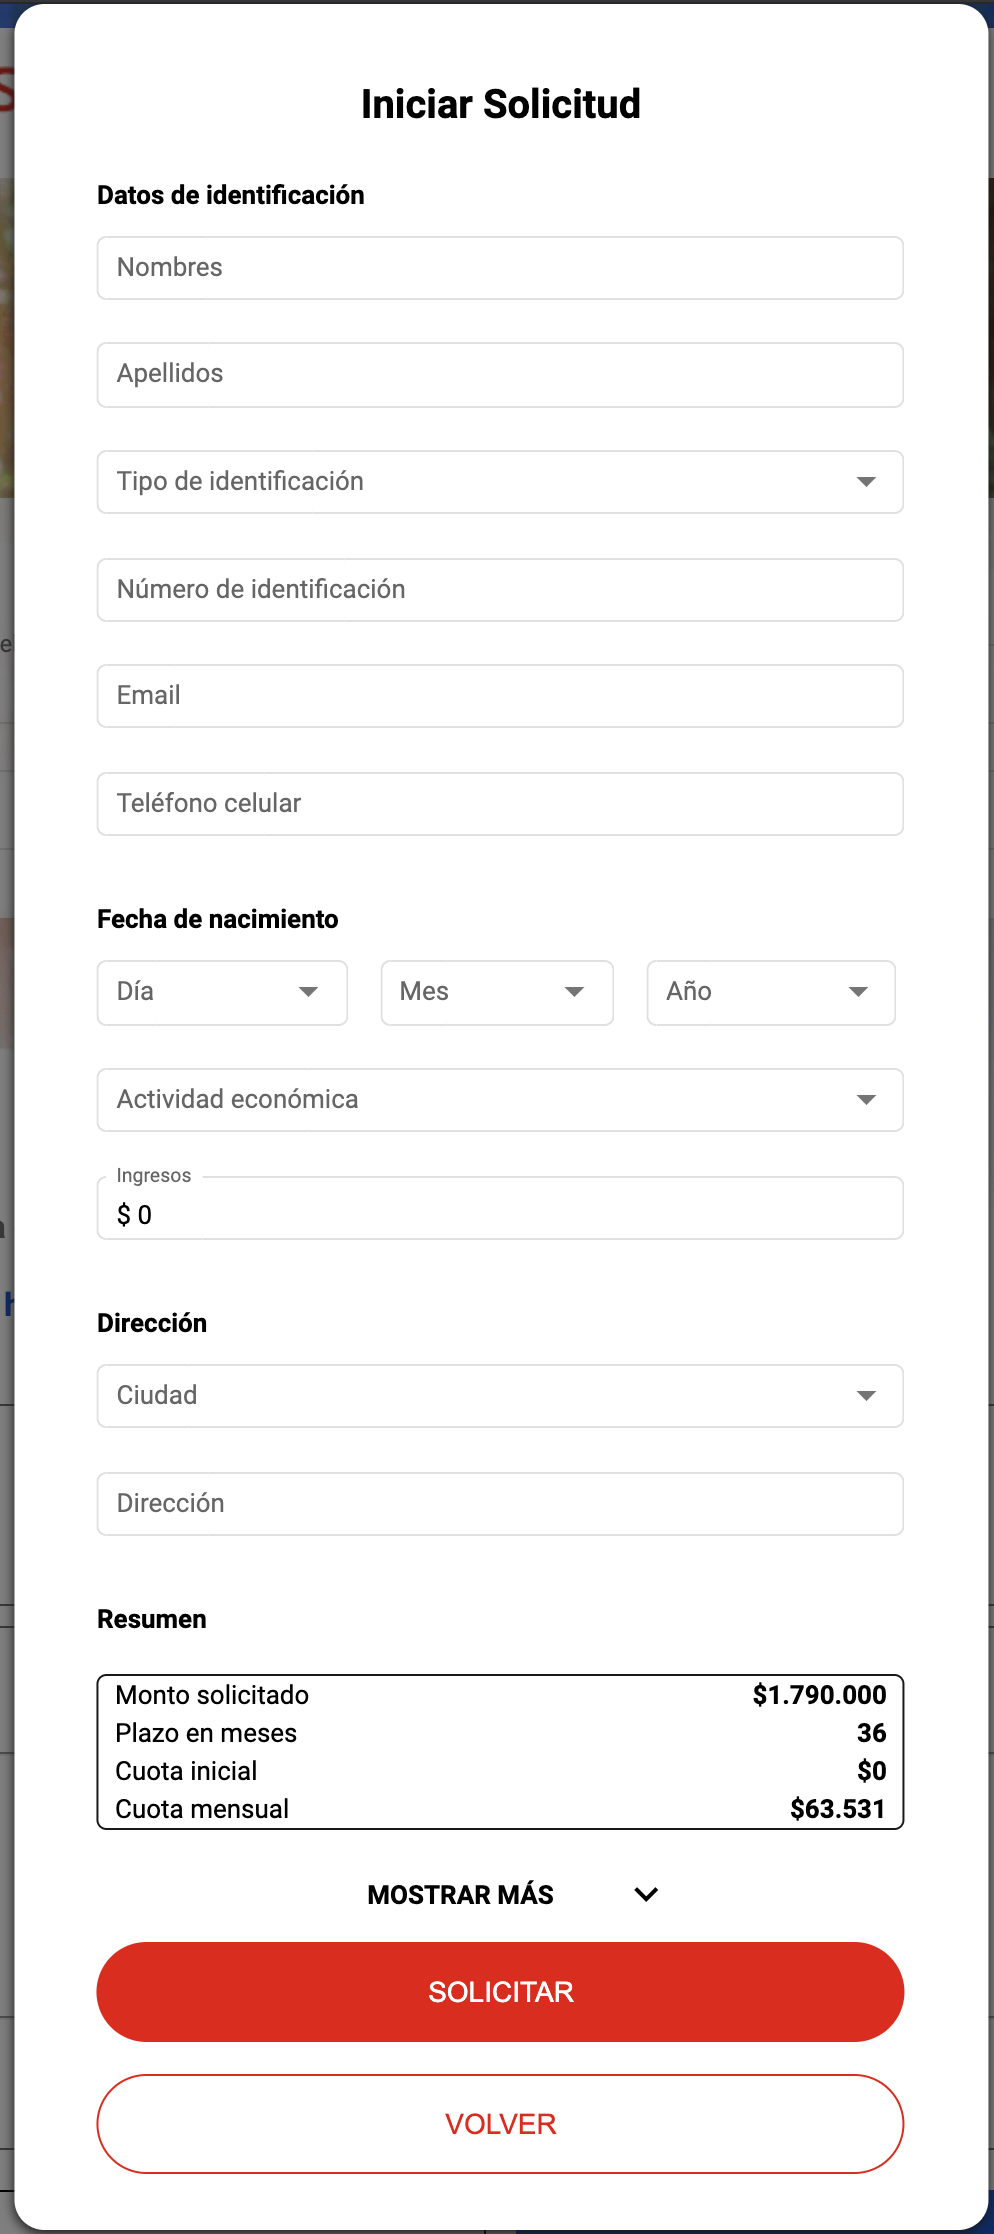 Iniciar Solicitud
Datos de identificación
Nombres
Apellidos
Tipo de identificación
Número de identificación
Email
Teléfono celular
Fecha de nacimiento
Día Mes Año
Actividad económica
Ingresos
$ 0
Dirección
Ciudad
Dirección
Resumen
Monto solicitado $1.790.000
Plazo en meses 36
Cuota inicial $0
Cuota mensual $63.531
MOSTRAR MÁS
SOLICITAR
VOLVER